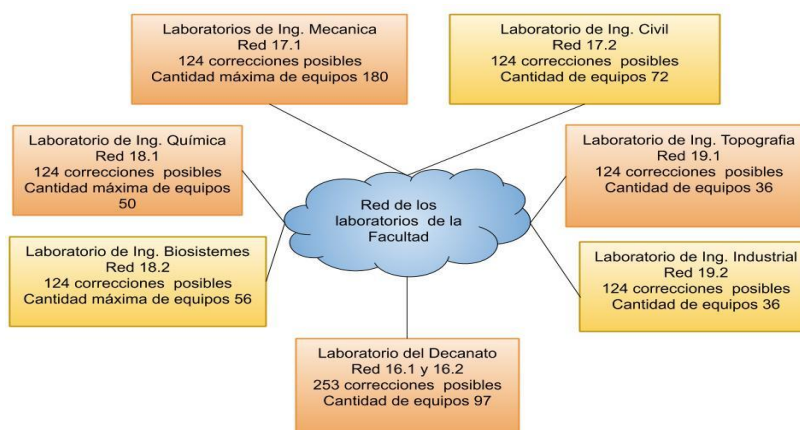 Laboratorios de Ing. Mecanica
Red 17.1
124 correcciones posibles
Cantidad máxima de equipos 180
Laboratorio de Ing. Civil
Red 17.2
124 correcciones  posibles
Cantidad de equipos 72
Laboratorio de Ing. Química
Red 18.1
124 correcciones  posibles
Cantidad máxima de equipos
50
Laboratorio de Ing. Topografia
Red 19.1
124 correcciones posibles
Cantidad de equipos 36
Red de los
laboratorios  de la
Facultad
Laboratorio de Ing. Biosistemes
Red 18.2
124 correcciones  posibles
Cantidad máxima de equipos 56
Laboratorio de Ing. Industrial
Red 19.2
124 correcciones  posibles
Cantidad de equipos 36
Laboratorio del Decanato
Red 16.1 y 16.2
253 correcciones  posibles
Cantidad de equipos 97